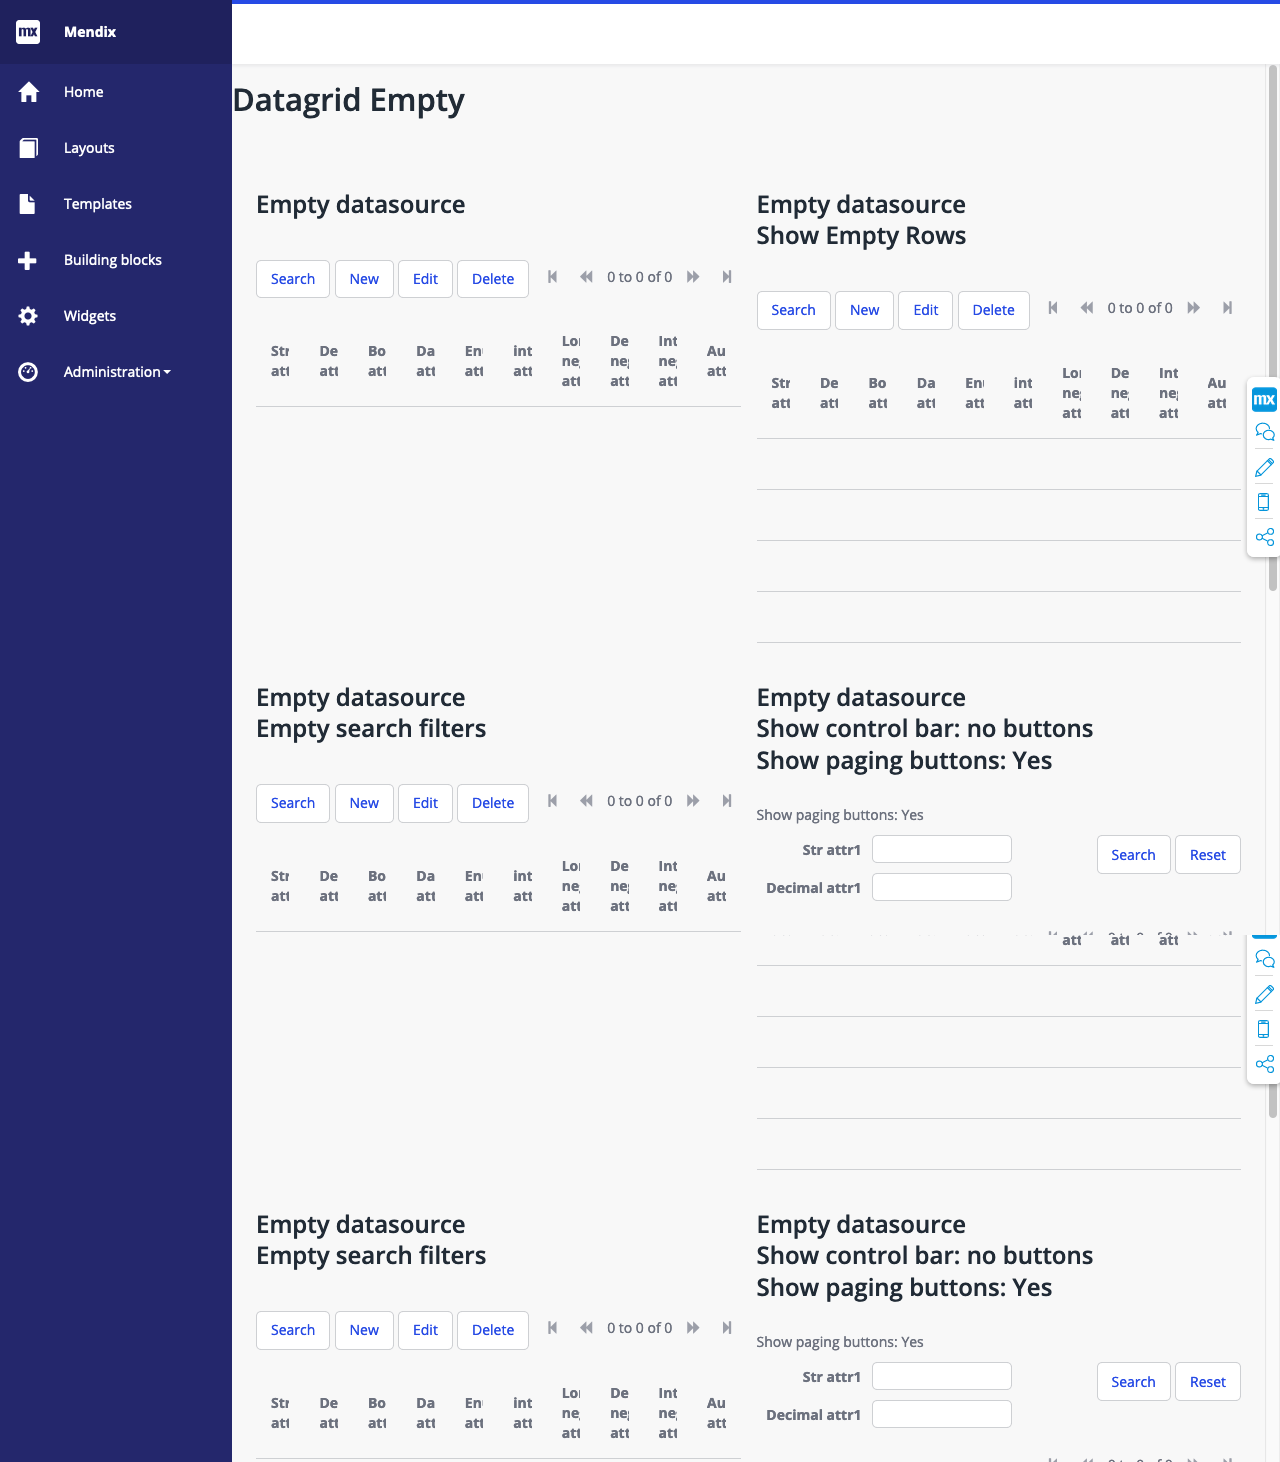 mx Mendix
Home
Layouts
Templates
Building blocks
Widgets
Administration
Datagrid Empty
Empty datasource
Search New Edit Delete 0 to 0 of 0
Str De Bo Da En int Lo De Int Au
att att att att att att ne neg ne att
att att att
Empty datasource
Show Empty Rows
Search New Edit Delete 0 to 0 of 0
Str De Bo Da En int Lo De Int Au
att att att att att att ne neg ne att
att att att
mx
Empty datasource
Empty search filters
Search New Edit Delete 0 to 0 of 0
Str De Bo Da En int Lo De Int Au
att att att att att att ne neg ne att
att att att
Empty datasource
Show control bar: no buttons
Show paging buttons: Yes
Show paging buttons: Yes
Str attr1
Search Reset
Decimal attr1
att att att
Empty datasource
Empty search filters
Search New Edit Delete 0 to 0 of 0
Str De Bo Da En int Lo De Int Au
att att att att att att ne neg ne att
att att att
Empty datasource
Show control bar: no buttons
Show paging buttons: Yes
Show paging buttons: Yes
Str attr1
Search Reset
Decimal attr1